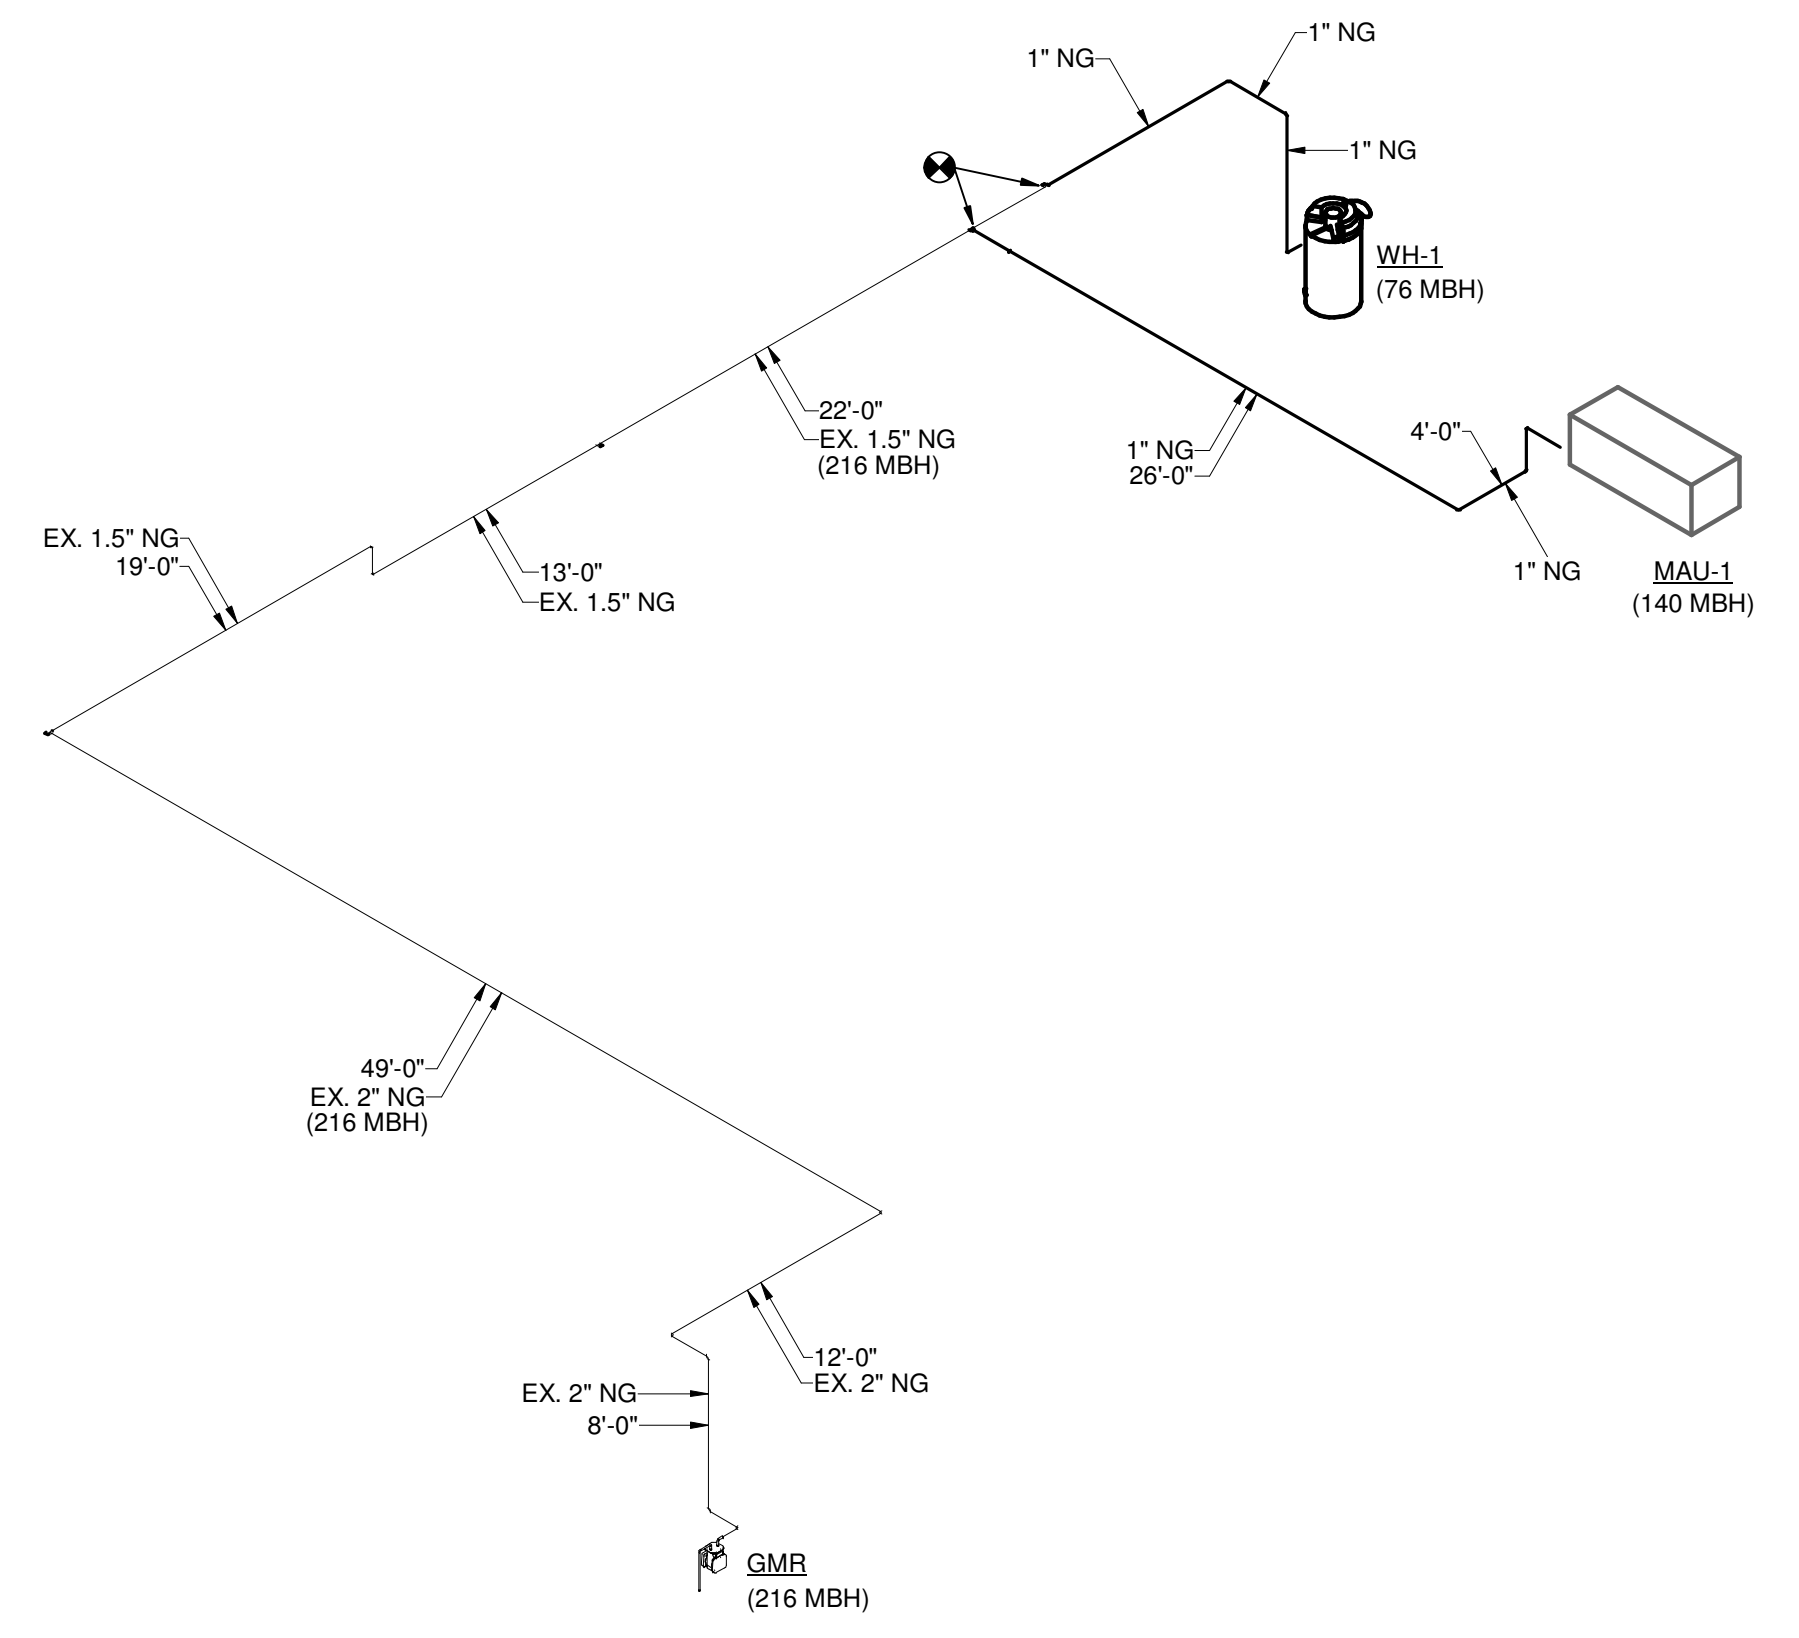 1" NG
1" NG
1" NG
WH-1
(76 MBH)
22'-0"
EX. 1.5" NG
(216 MBH)
1" NG
26'-0"
4'-0"
1" NG
MAU-1
(140 MBH)
EX. 1.5" NG
19'-0"
13'-0"
EX. 1.5" NG
49'-0"
EX. 2" NG
(216 MBH)
12'-0"
EX. 2" NG
EX. 2" NG
8'-0"
GMR
(216 MBH)